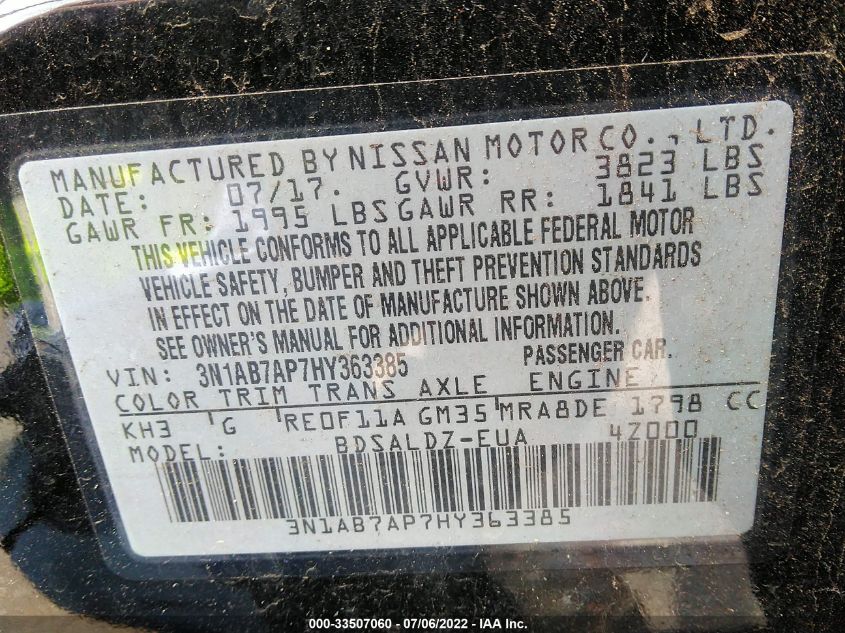 MANUFACTURED BY NISSAN MOTOR CO., LTD.
DATE: 07/17. GVWR: 3823 LBS
GAWR FR: 1995 LBS GAWR RR: 1841 LBS
THIS VEHICLE CONFORMS TO ALL APPLICABLE FEDERAL MOTOR
VEHICLE SAFETY, BUMPER AND THEFT PREVENTION STANDARDS
IN EFFECT ON THE DATE OF MANUFACTURE SHOWN ABOVE.
SEE OWNER'S MANUAL FOR ADDITIONAL INFORMATION.
VIN: 3N1AB7AP7HY363385 PASSENGER CAR.
COLOR TRIM TRANS AXLE ENGINE
KH3 G RE0F11A GM35 MRA8DE 1798 CC
MODEL: BDSALDZ-EUA 4Z000
3N1AB7AP7HY363385
000-33507060 - 07/06/2022 - IAA Inc.